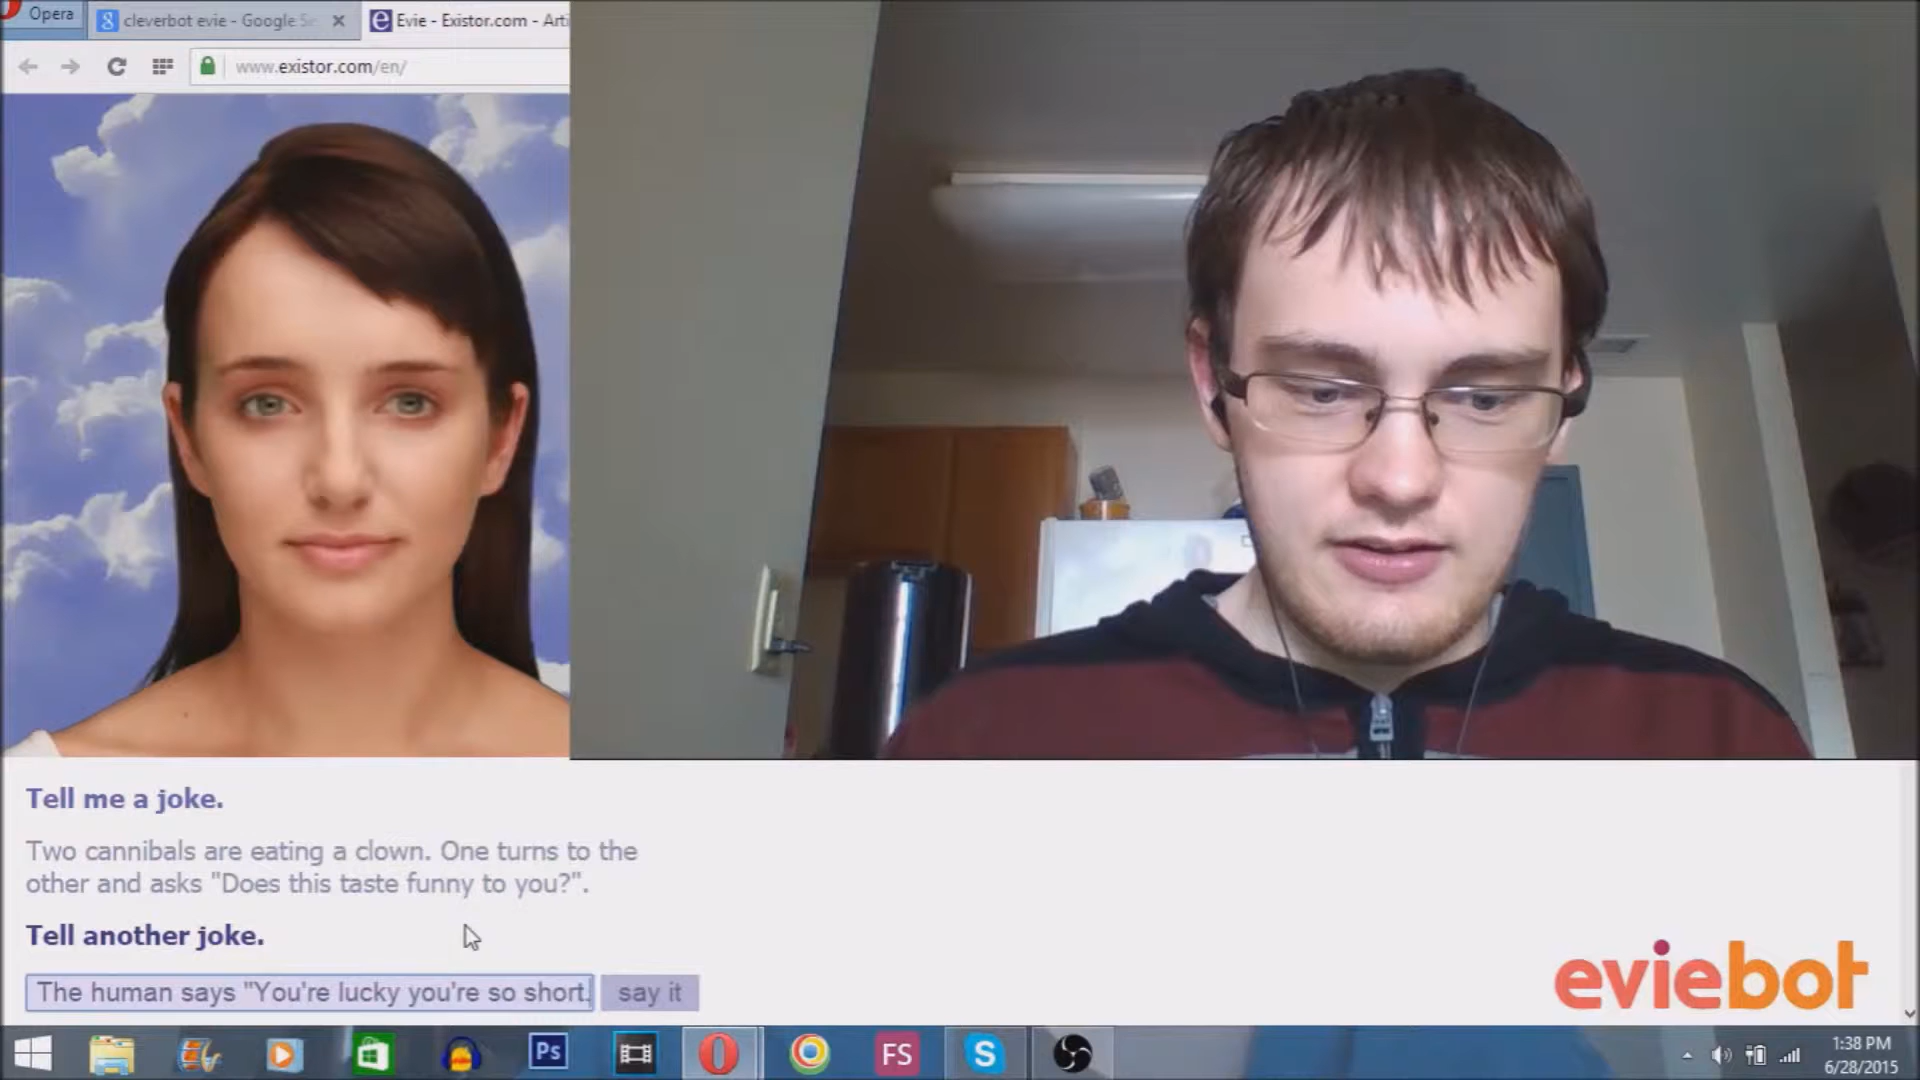 Opera
cleverbot evie - Google Se
Evie - Existor.com - Arti
www.existor.com/en/
Tell me a joke.
Two cannibals are eating a clown. One turns to the
other and asks "Does this taste funny to you?".
Tell another joke.
The human says "You're lucky you're so short.
say it
eviebot
Ps
FS
S
1:38 PM
6/28/2015